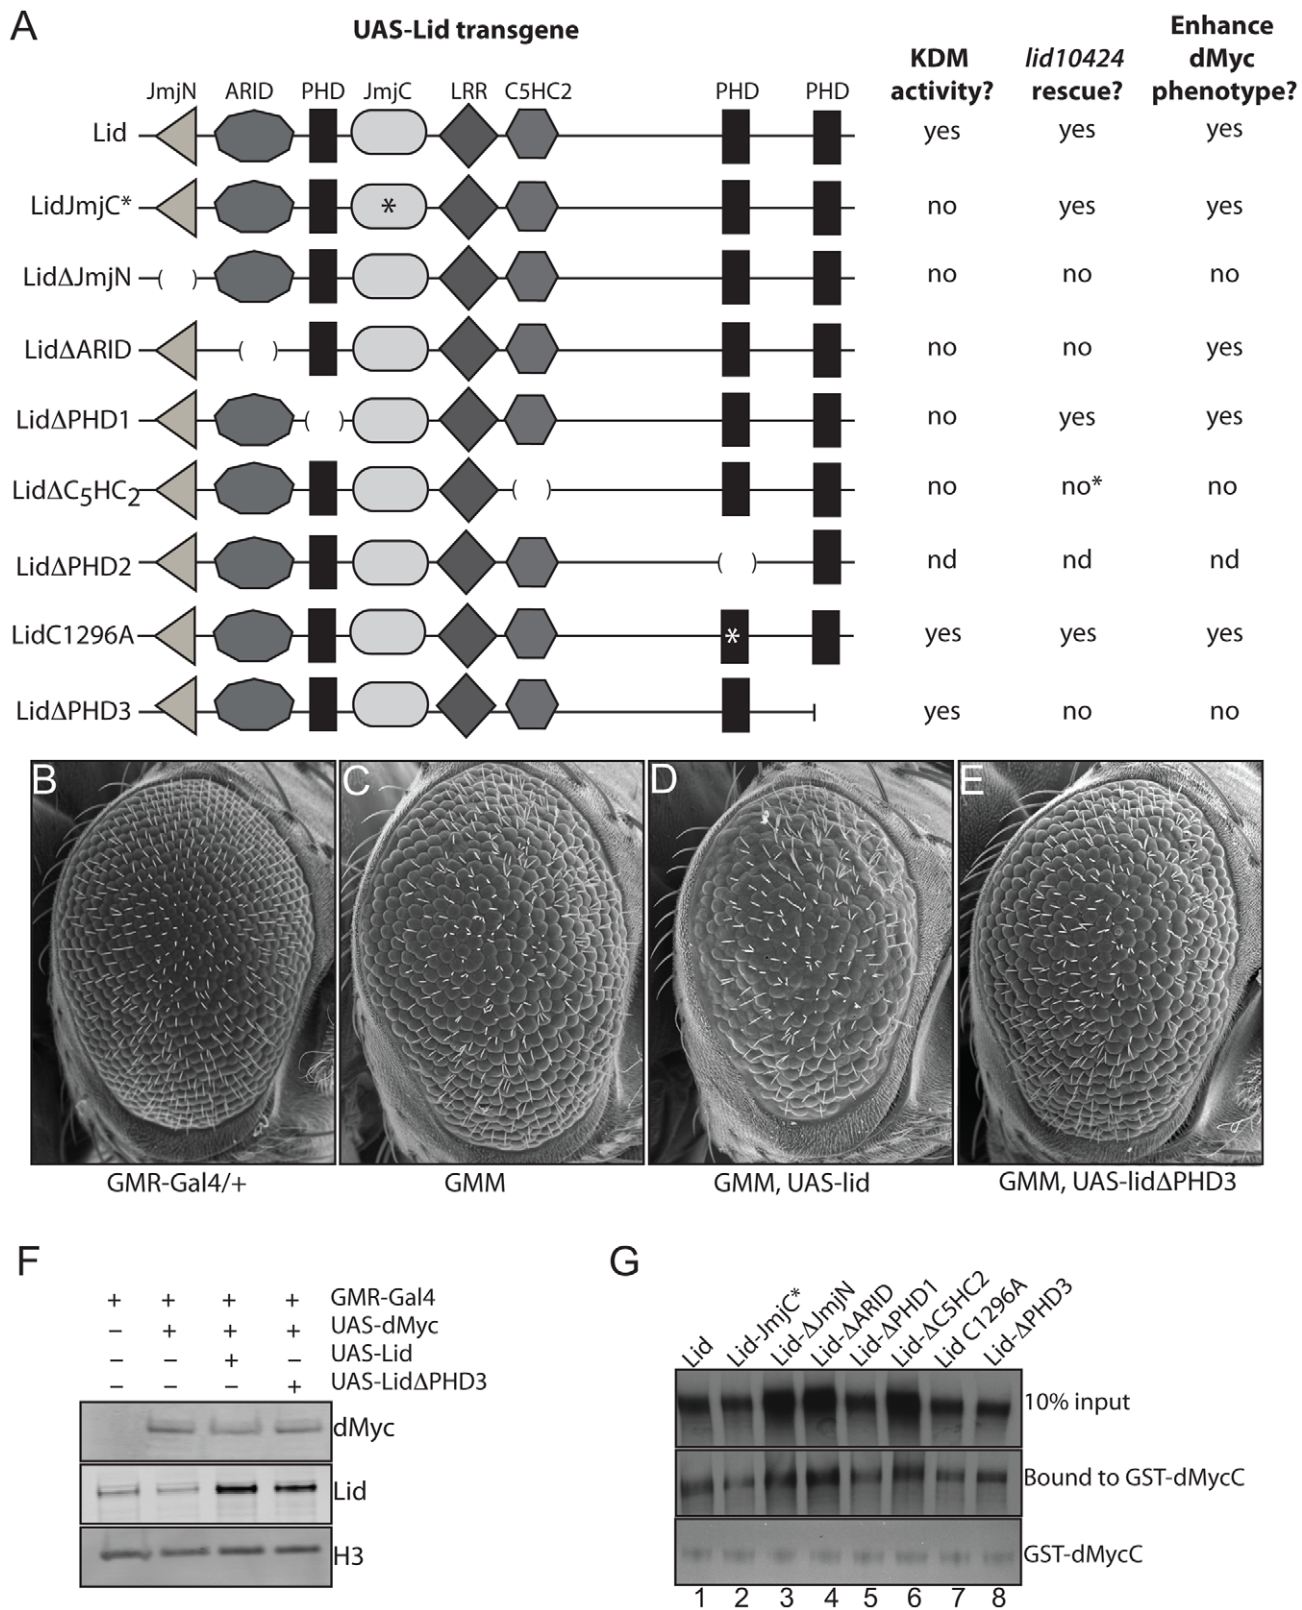 A
UAS-Lid transgene
KDM activity?
lid10424 rescue?
Enhance dMyc phenotype?
JmjN ARID PHD JmjC LRR C5HC2 PHD PHD
Lid yes yes yes
LidJmjC* * no yes yes
LidΔJmjN ( ) no no no
LidΔARID ( ) no no yes
LidΔPHD1 ( ) no yes yes
LidΔC5HC2 ( ) no no* no
LidΔPHD2 ( ) nd nd nd
LidC1296A * yes yes yes
LidΔPHD3 yes no no
B C D E
GMR-Gal4/+ GMM GMM, UAS-lid GMM, UAS-lidΔPHD3
F
+ + + + GMR-Gal4
– + + + UAS-dMyc
– – + – UAS-Lid
– – – + UAS-LidΔPHD3
dMyc
Lid
H3
G
Lid Lid-JmjC* Lid-ΔJmjN Lid-ΔARID Lid-ΔPHD1 Lid-ΔC5HC2 Lid C1296A Lid-ΔPHD3
10% input
Bound to GST-dMycC
GST-dMycC
1 2 3 4 5 6 7 8